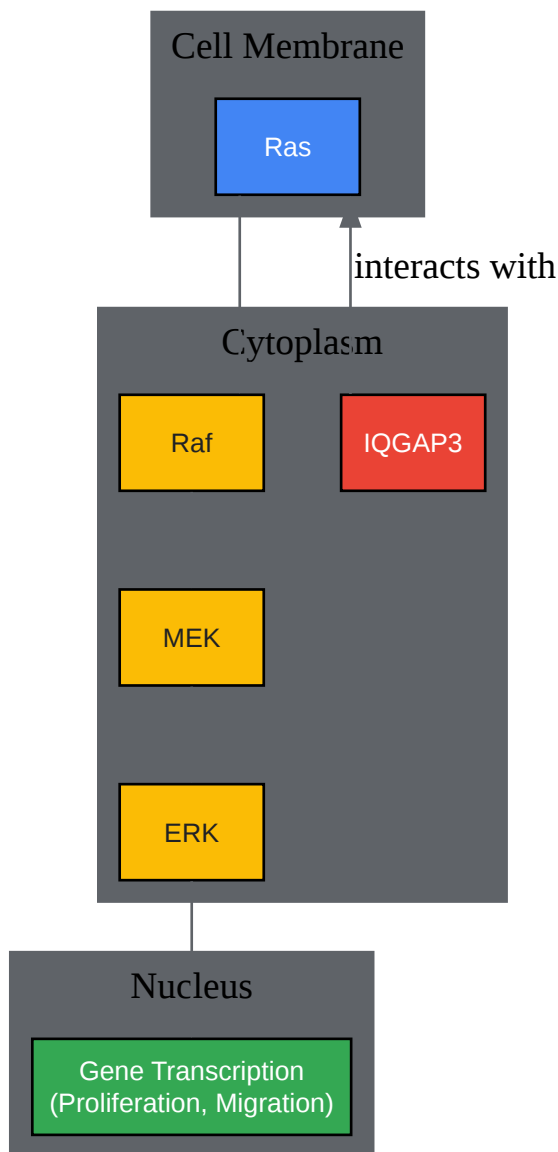 Cell Membrane
Ras
interacts with
Cytoplasm
Raf
IQGAP3
MEK
ERK
Nucleus
Gene Transcription
(Proliferation, Migration)